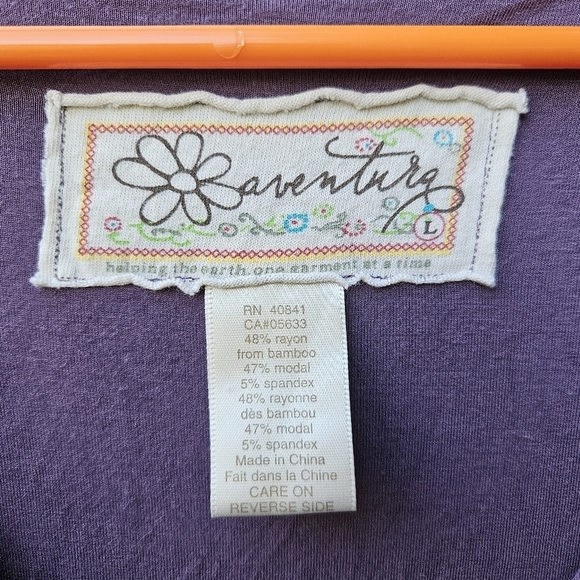 aventura
L
helping the earth, one garment at a time
RN 40841
CA#05633
48% rayon
from bamboo
47% modal
5% spandex
48% rayonne
dès bambou
47% modal
5% spandex
Made in China
Fait dans la Chine
CARE ON
REVERSE SIDE